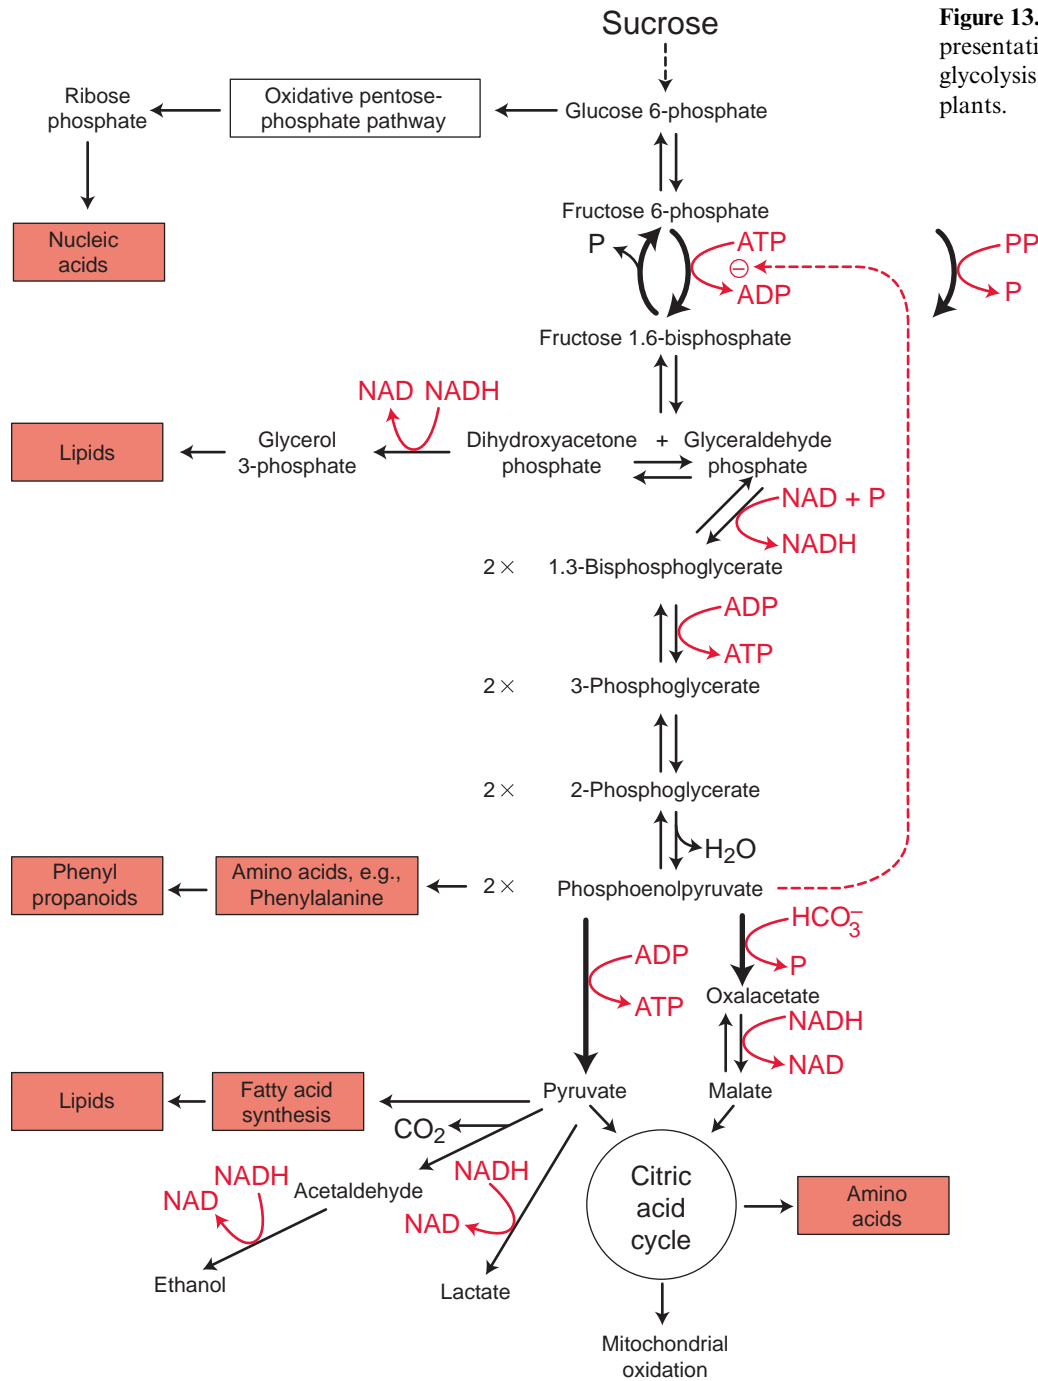 Sucrose
Figure 13.
presentati
glycolysis
plants.
Ribose
phosphate
Oxidative pentose-
phosphate pathway
Glucose 6-phosphate
Nucleic
acids
Fructose 6-phosphate
P
ATP
⊖
ADP
PP
P
Fructose 1.6-bisphosphate
NAD NADH
Lipids
Glycerol
3-phosphate
Dihydroxyacetone
phosphate
+
Glyceraldehyde
phosphate
NAD + P
NADH
2 × 1.3-Bisphosphoglycerate
ADP
ATP
2 × 3-Phosphoglycerate
2 × 2-Phosphoglycerate
H₂O
Phenyl
propanoids
Amino acids, e.g.,
Phenylalanine
2 × Phosphoenolpyruvate
HCO₃⁻
P
ADP
ATP
Oxalacetate
NADH
NAD
Lipids
Fatty acid
synthesis
Pyruvate
Malate
CO₂
NADH
NAD
Acetaldehyde
NADH
NAD
Citric
acid
cycle
Amino
acids
Ethanol
Lactate
Mitochondrial
oxidation